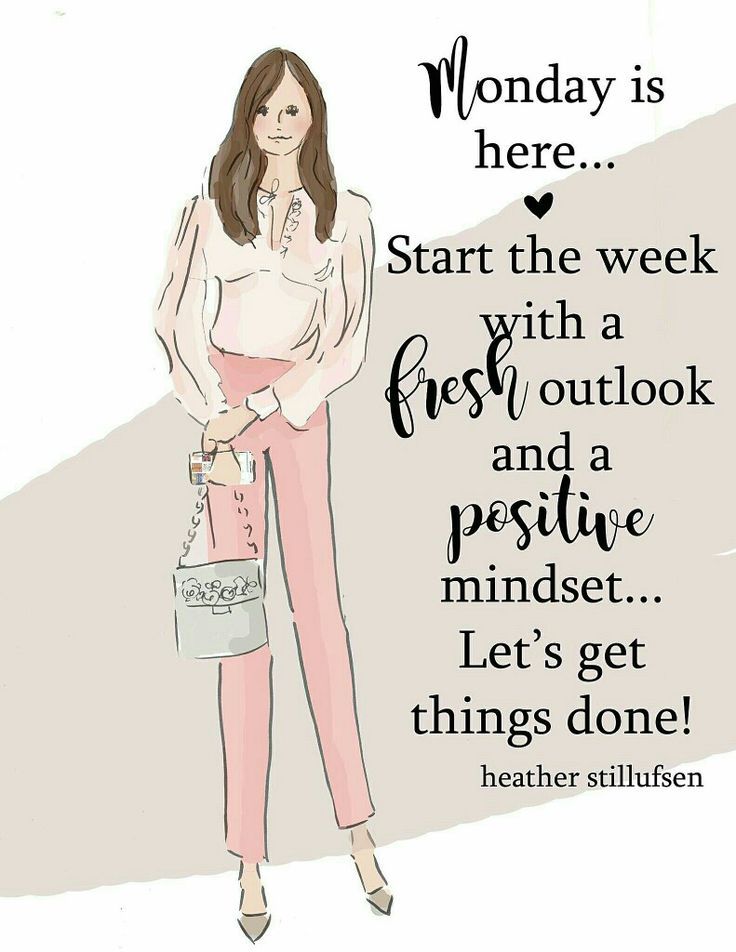 Monday is
here...
Start the week
with a
fresh outlook
and a
positive
mindset...
Let's get
things done!
heather stillufsen